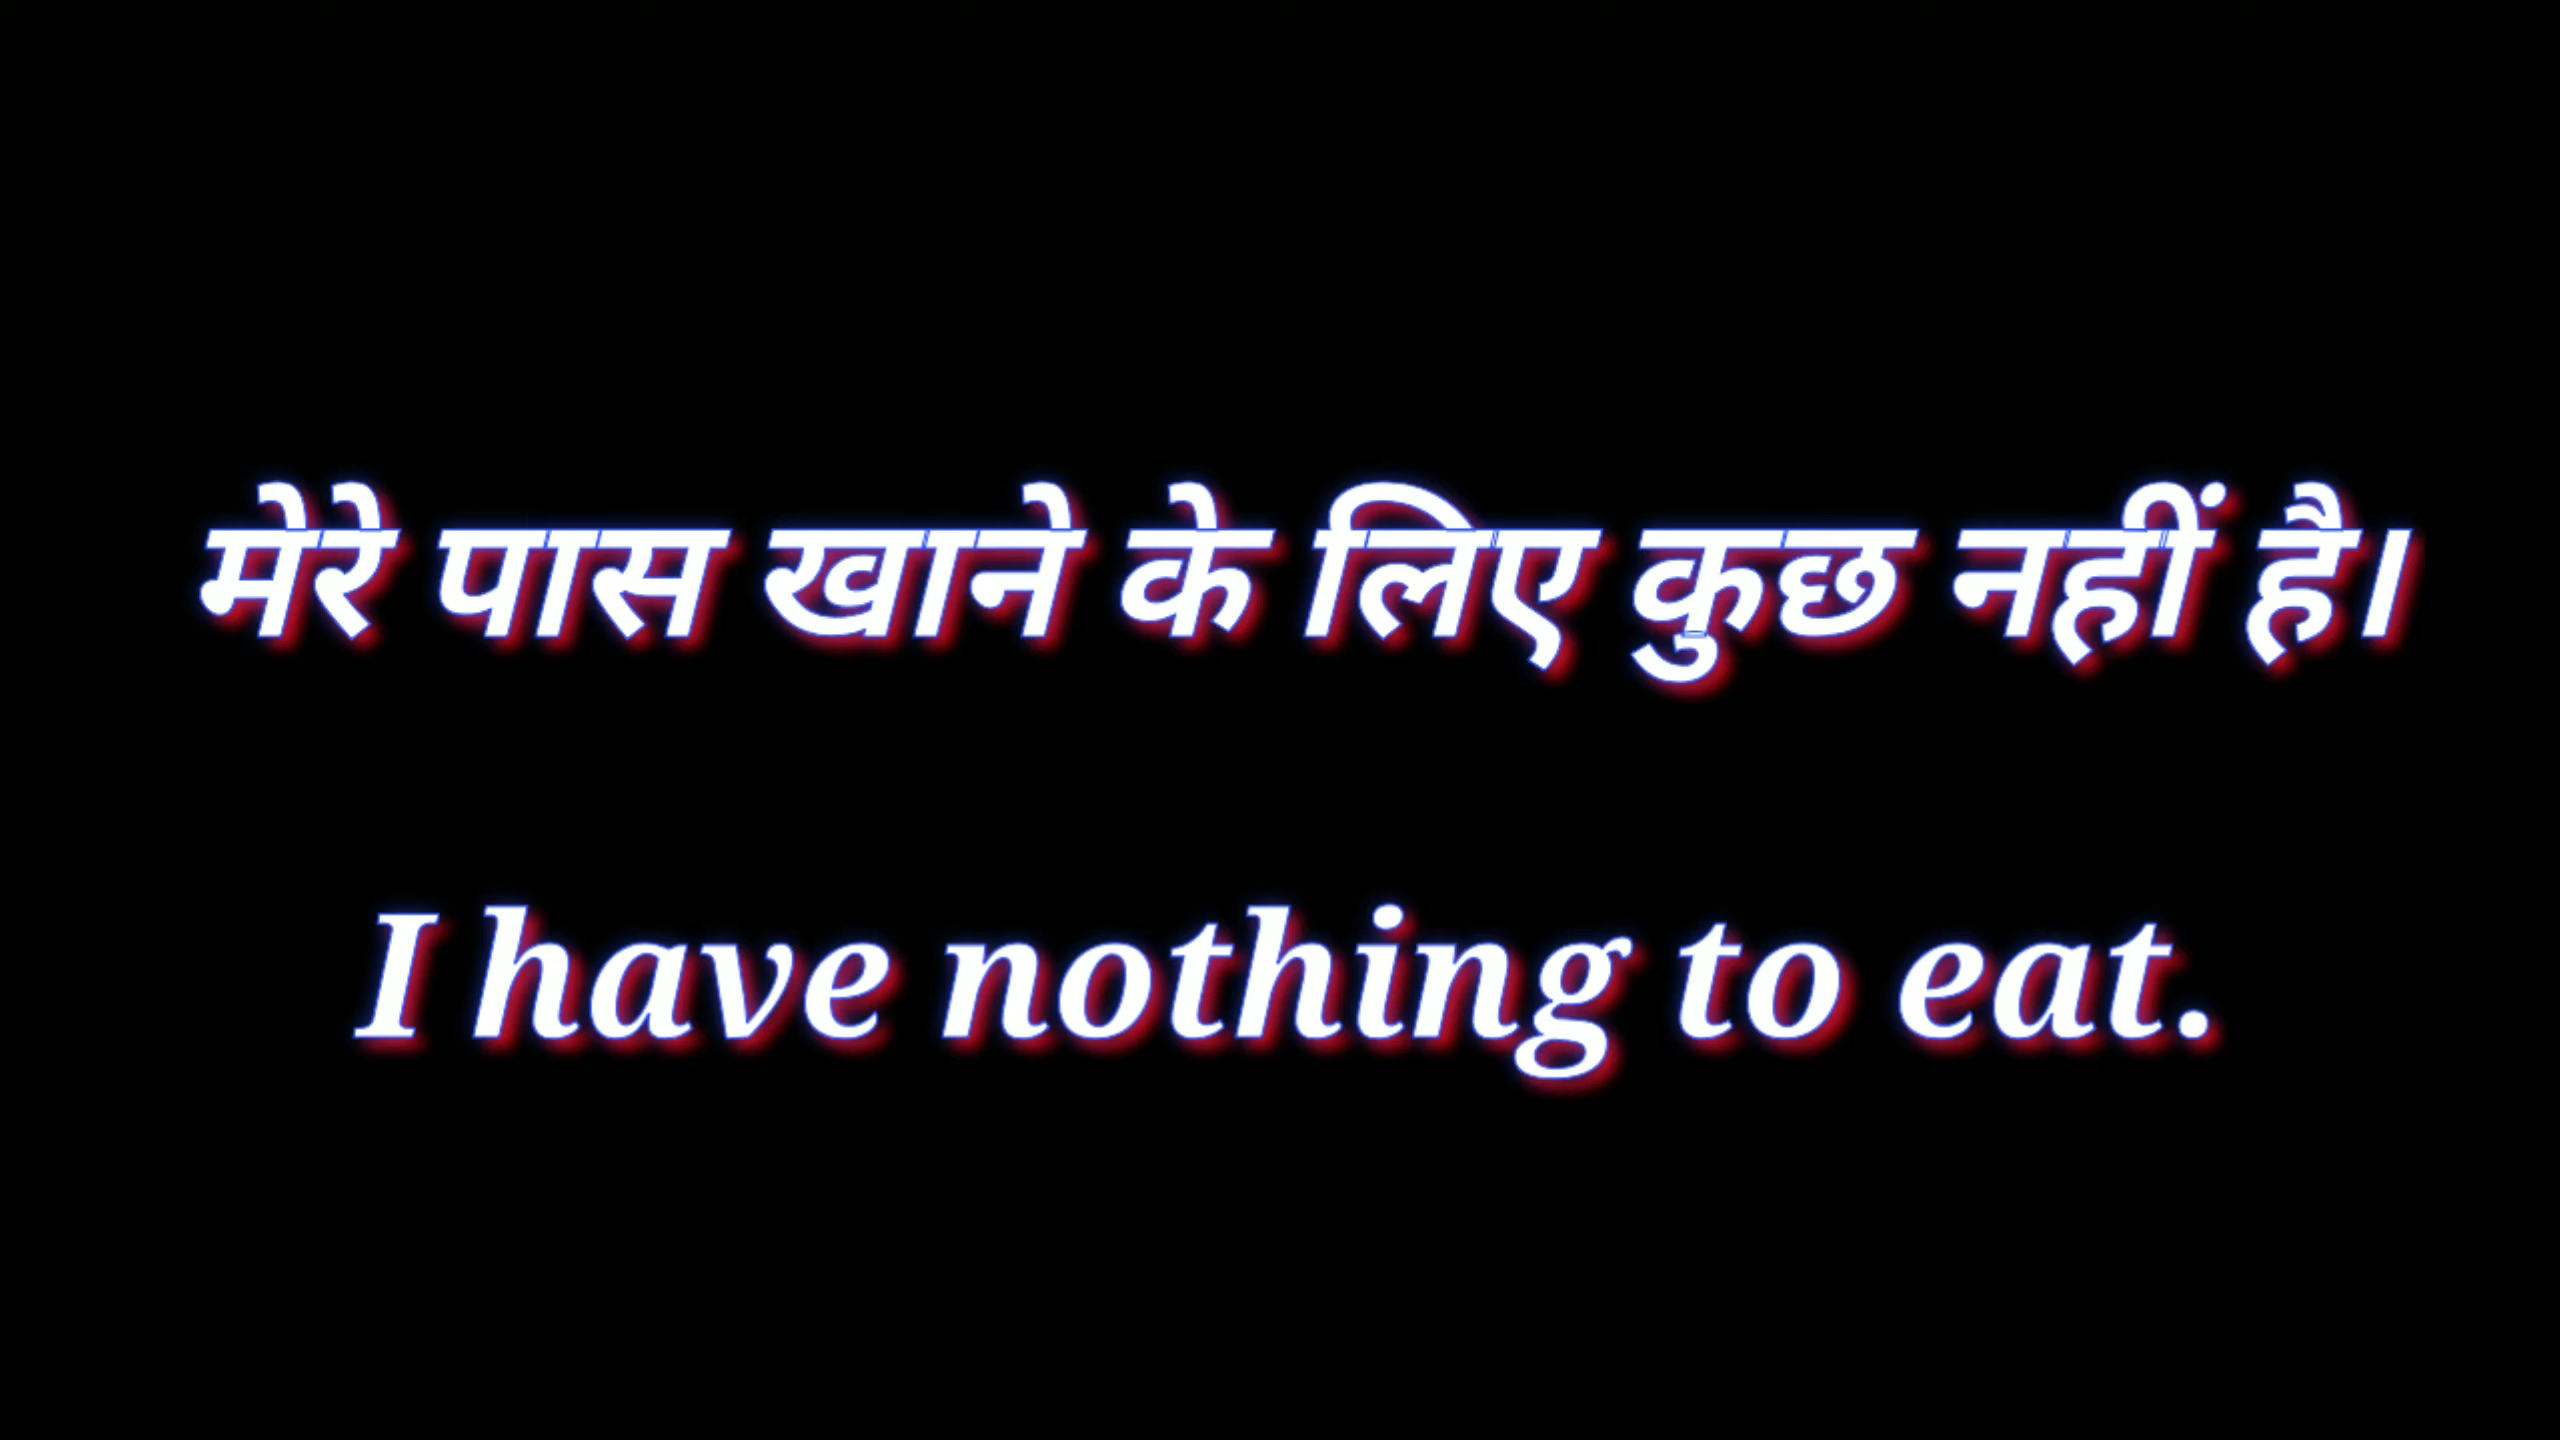 मेरे पास खाने के लिए कुछ नहीं है।
I have nothing to eat.